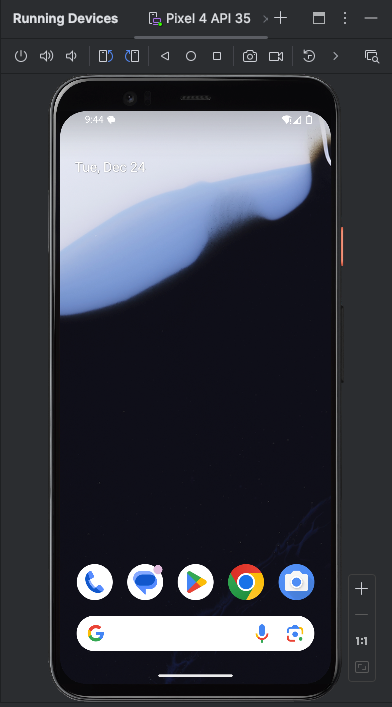 Running Devices
Pixel 4 API 35
9:44
Tue, Dec 24
G
1:1